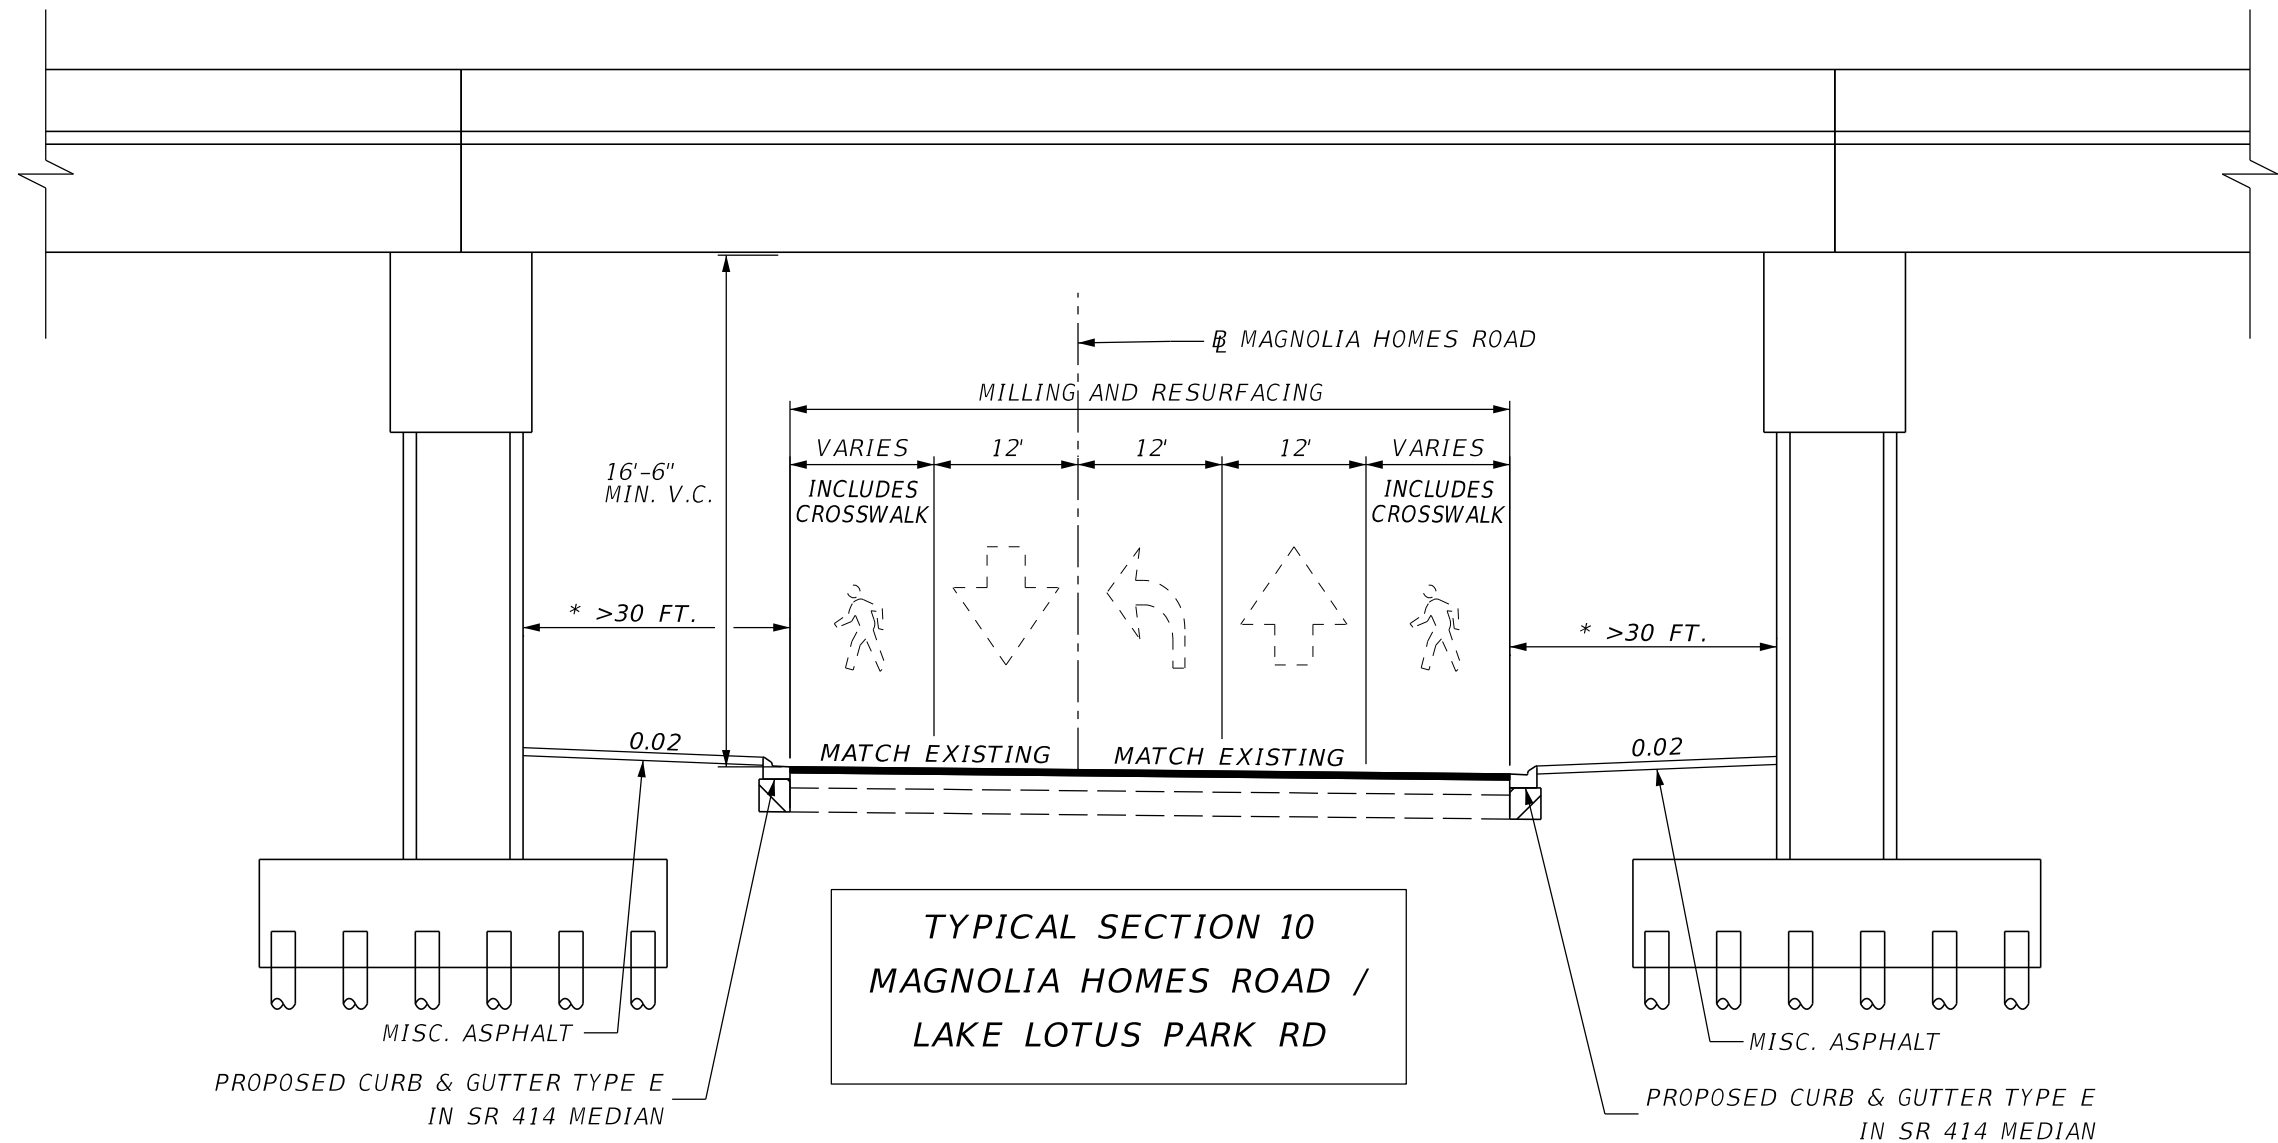 ℄ MAGNOLIA HOMES ROAD
MILLING AND RESURFACING
VARIES
12'
12'
12'
VARIES
16'-6"
MIN. V.C.
INCLUDES
CROSSWALK
INCLUDES
CROSSWALK
* >30 FT.
* >30 FT.
0.02
MATCH EXISTING
MATCH EXISTING
0.02
TYPICAL SECTION 10
MAGNOLIA HOMES ROAD /
LAKE LOTUS PARK RD
MISC. ASPHALT
MISC. ASPHALT
PROPOSED CURB & GUTTER TYPE E
IN SR 414 MEDIAN
PROPOSED CURB & GUTTER TYPE E
IN SR 414 MEDIAN